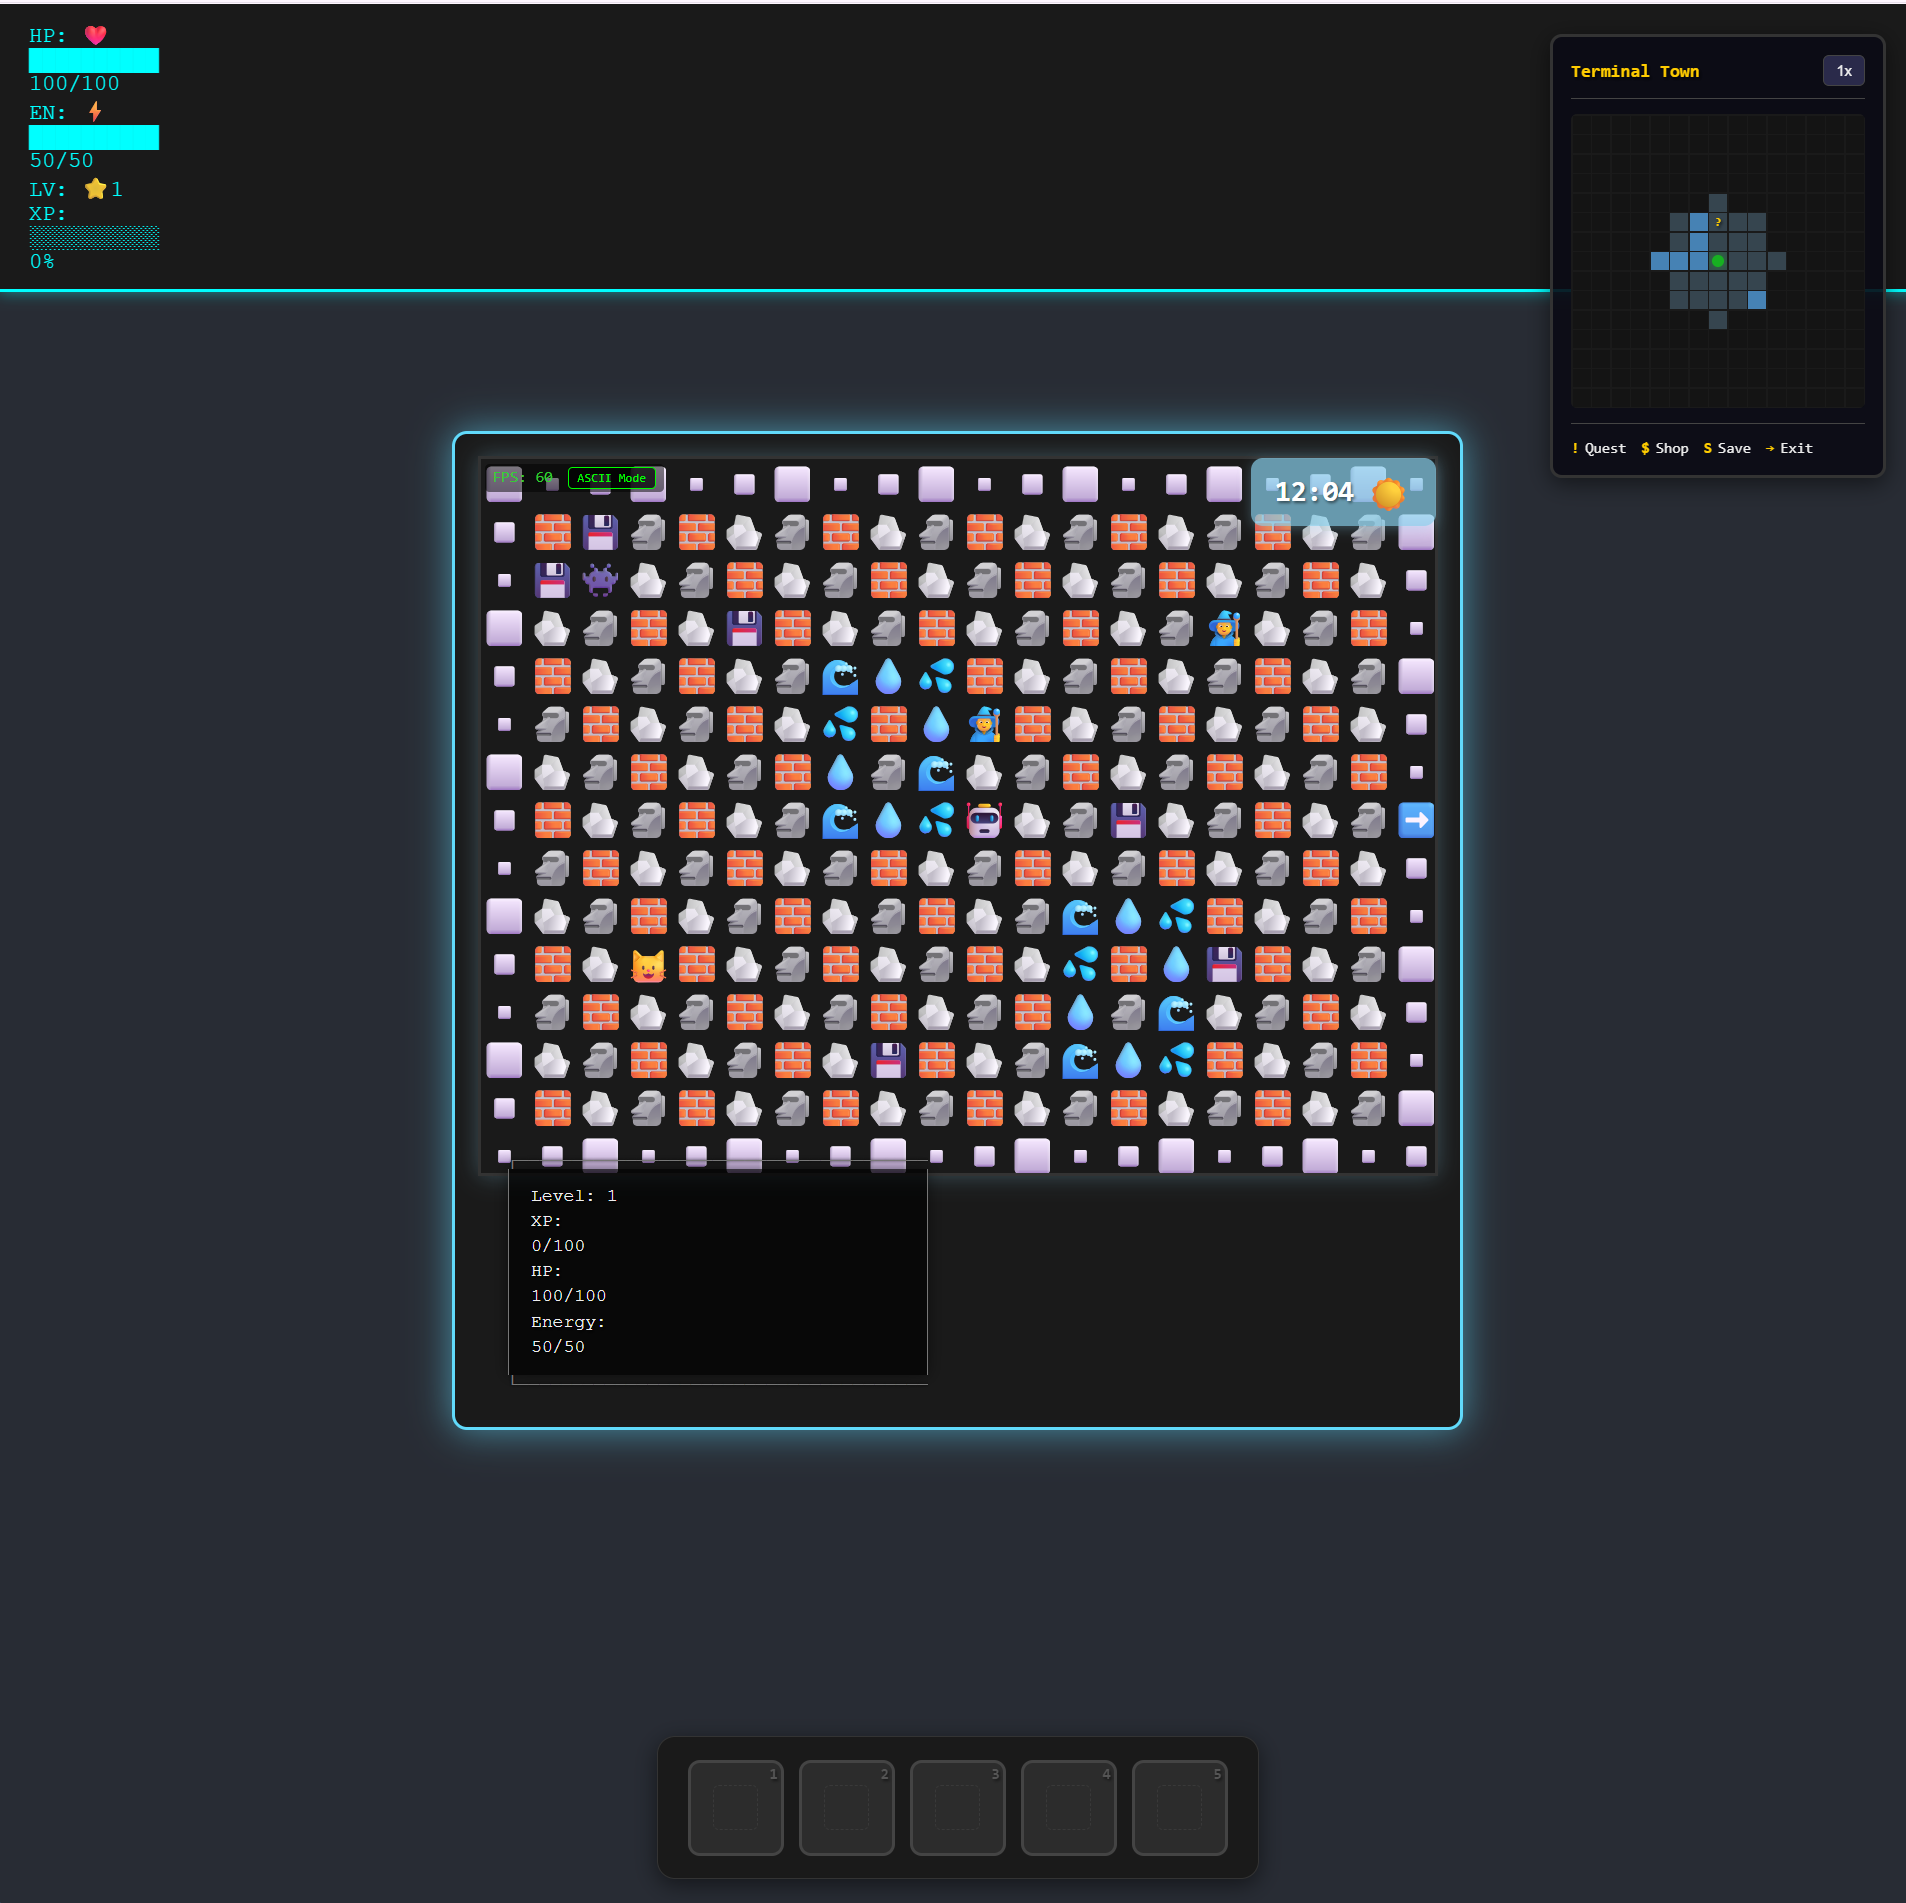 HP:
100/100
EN:
50/50
LV: 1
XP:
0%
Terminal Town
1x
?
! Quest $ Shop S Save → Exit
FPS: 60 ASCII Mode
12:04
Level: 1
XP:
0/100
HP:
100/100
Energy:
50/50
1 2 3 4 5